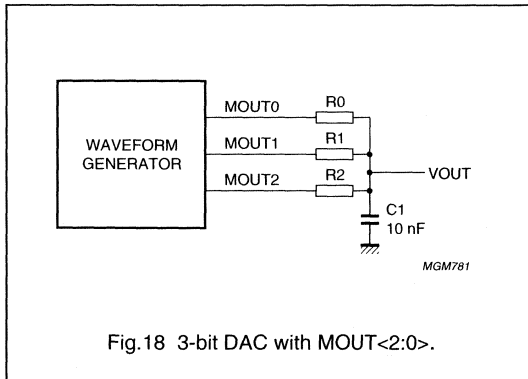 MOUT0
R0
WAVEFORM
GENERATOR
MOUT1
R1
VOUT
MOUT2
R2
C1
10 nF
MGM781
Fig.18 3-bit DAC with MOUT<2:0>.